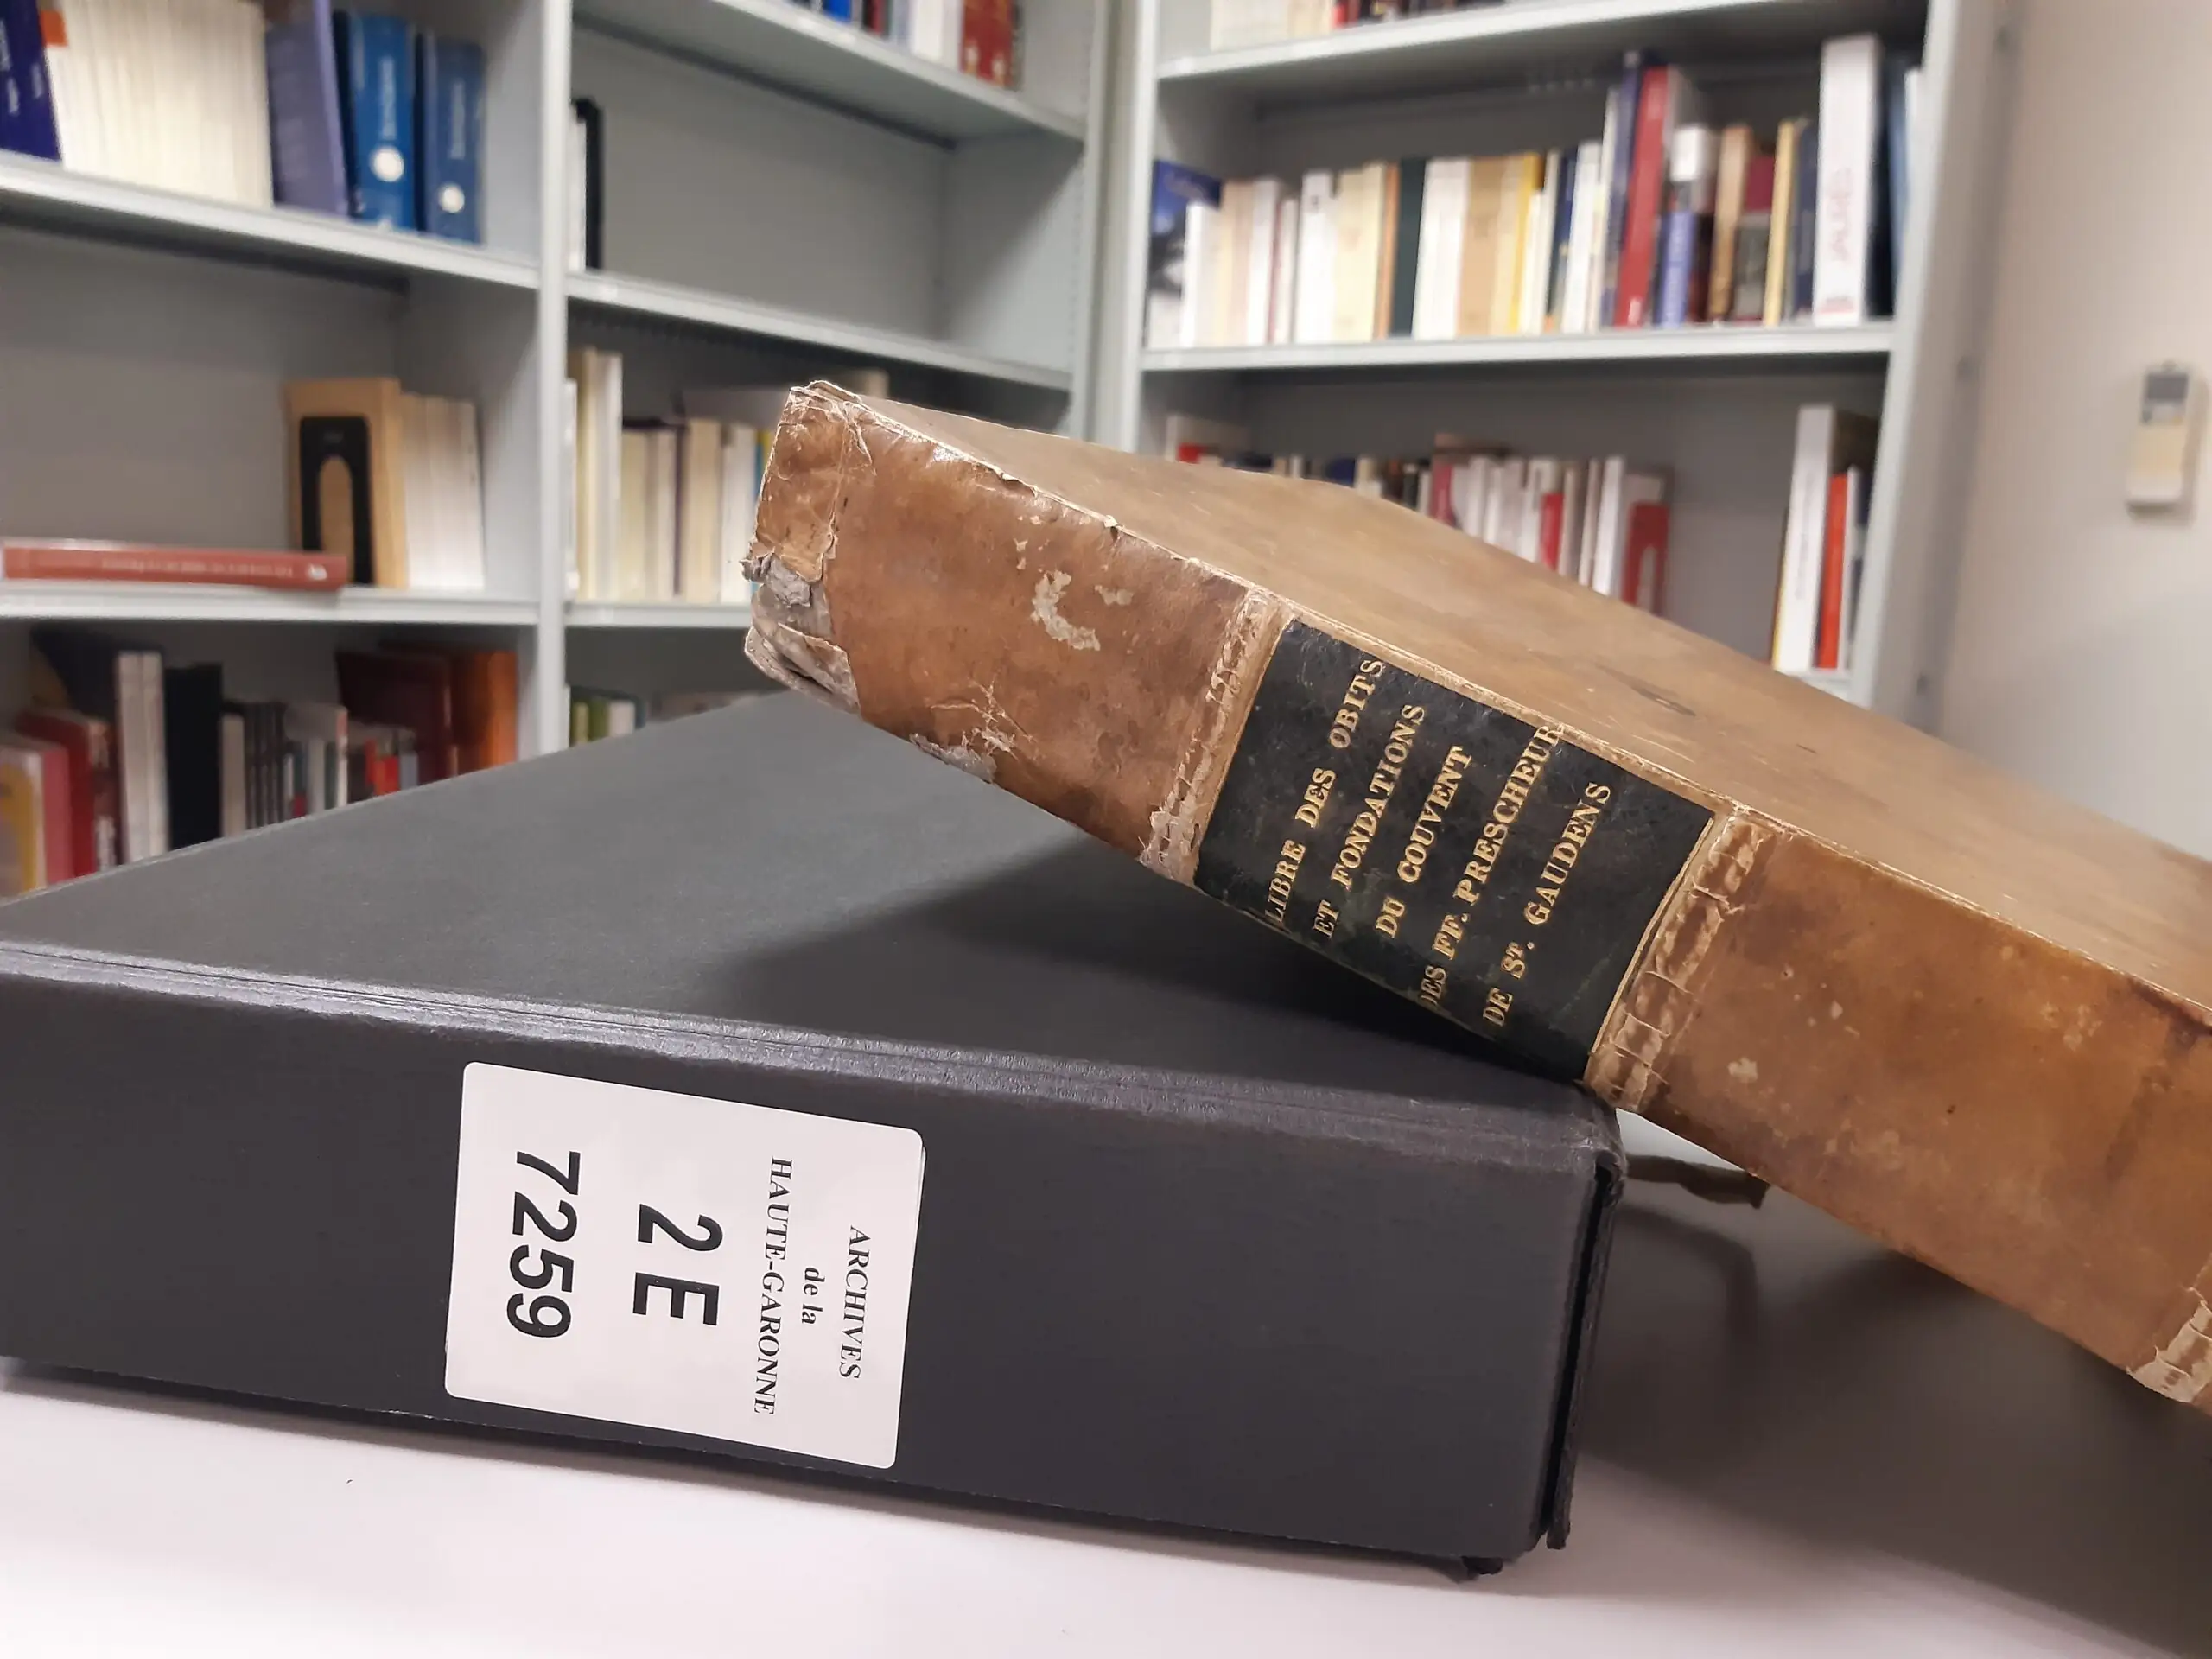 LIBRE DES OBITS
ET FONDATIONS
DU COUVENT
DES FF. PRESCHEURS
DE ST. GAUDENS
ARCHIVES
de la
HAUTE-GARONNE
2 E
7259